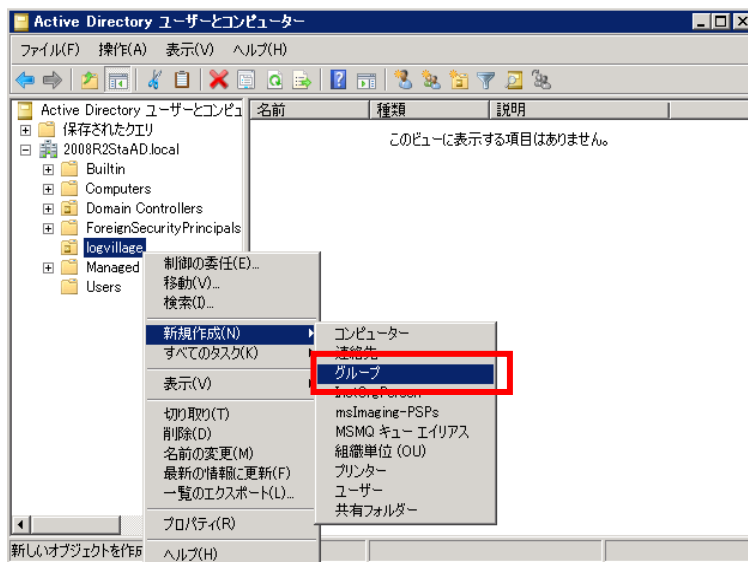 Active Directory ユーザーとコンピューター
ファイル(F) 操作(A) 表示(V) ヘルプ(H)
Active Directory ユーザーとコンピュ
名前 種類 説明
保存されたクエリ
このビューに表示する項目はありません。
2008R2StaAD.local
Builtin
Computers
Domain Controllers
ForeignSecurityPrincipals
logvillage
Managed
Users
制御の委任(E)...
移動(V)...
検索(I)...
新規作成(N)
すべてのタスク(K)
表示(V)
切り取り(T)
削除(D)
名前の変更(M)
最新の情報に更新(F)
一覧のエクスポート(L)...
プロパティ(R)
ヘルプ(H)
コンピューター
連絡先
グループ
InetOrgPerson
msImaging-PSPs
MSMQ キュー エイリアス
組織単位 (OU)
プリンター
ユーザー
共有フォルダー
新しいオブジェクトを作成